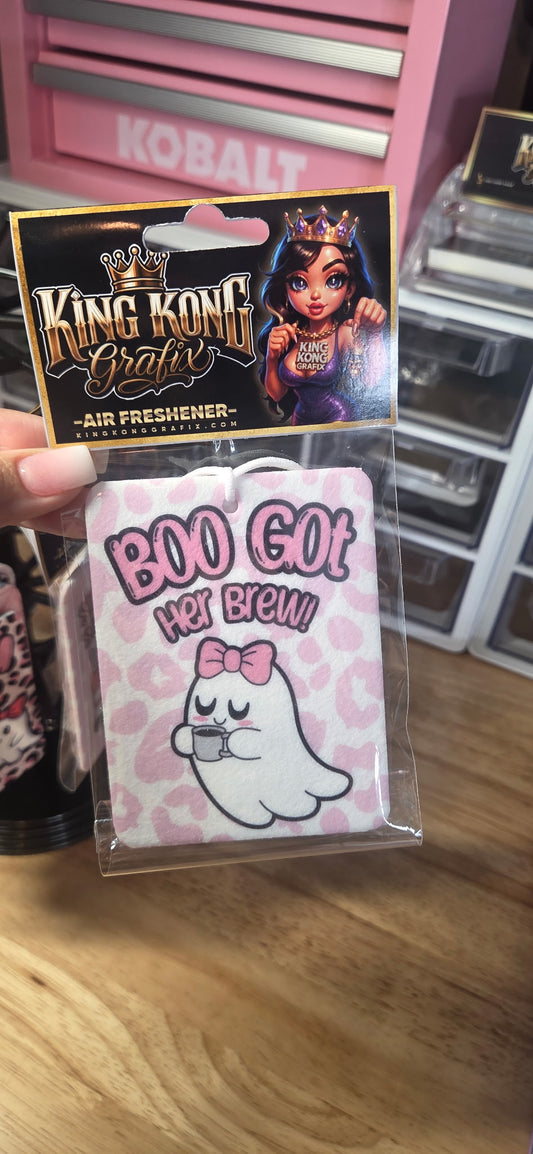 KOBALT
KING KONG
Grafix
-AIR FRESHENER-
KINGKONGGRAFIX.COM
KING
KONG
GRAFIX
BOO GOt
Her Brew!